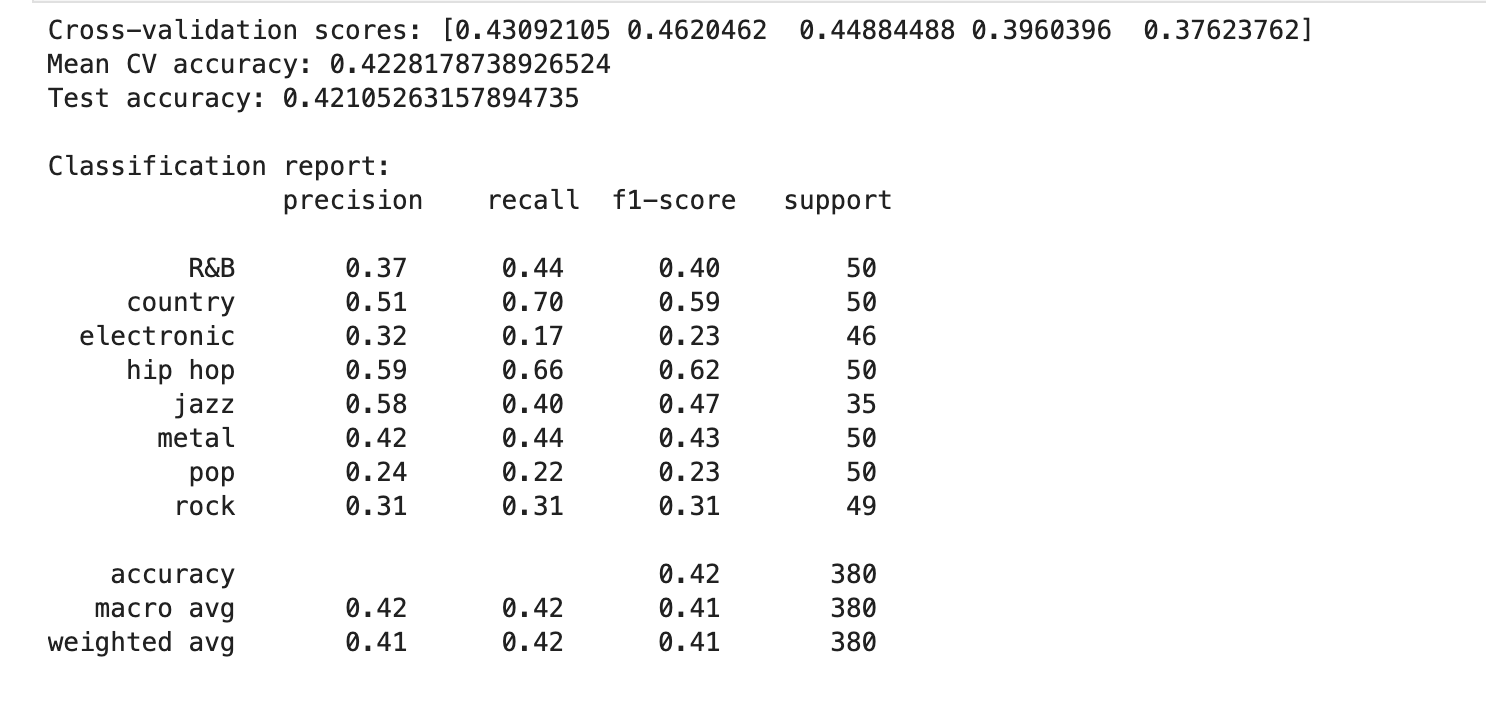 Cross-validation scores: [0.43092105 0.4620462  0.44884488 0.3960396  0.37623762]
Mean CV accuracy: 0.4228178738926524
Test accuracy: 0.42105263157894735

Classification report:
               precision    recall  f1-score   support

         R&B       0.37      0.44      0.40        50
     country       0.51      0.70      0.59        50
  electronic       0.32      0.17      0.23        46
     hip hop       0.59      0.66      0.62        50
        jazz       0.58      0.40      0.47        35
       metal       0.42      0.44      0.43        50
         pop       0.24      0.22      0.23        50
        rock       0.31      0.31      0.31        49

    accuracy                           0.42       380
   macro avg       0.42      0.42      0.41       380
weighted avg       0.41      0.42      0.41       380